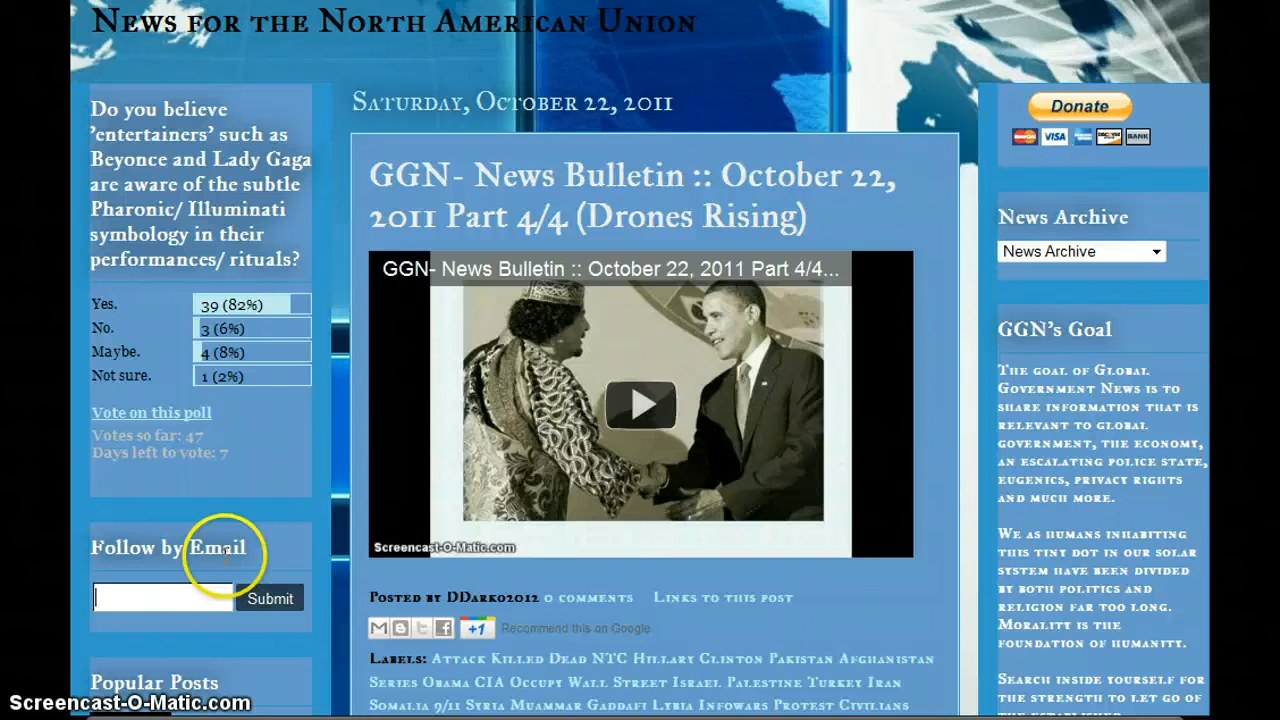 News for the North American Union
Do you believe
'entertainers' such as
Beyonce and Lady Gaga
are aware of the subtle
Pharonic/ Illuminati
symbology in their
performances/ rituals?
Yes. 39 (82%)
No. 3 (6%)
Maybe. 4 (8%)
Not sure. 1 (2%)
Vote on this poll
Votes so far: 47
Days left to vote: 7
Follow by Email
Submit
Popular Posts
Saturday, October 22, 2011
GGN- News Bulletin :: October 22,
2011 Part 4/4 (Drones Rising)
GGN- News Bulletin :: October 22, 2011 Part 4/4...
Screencast-O-Matic.com
Posted by DDarko2012 0 comments Links to this post
+1 Recommend this on Google
Labels: Attack Killed Dead NTC Hillary Clinton Pakistan Afghanistan
Series Obama CIA Occupy Wall Street Israel Palestine Turkey Iran
Somalia 9/11 Syria Muammar Gaddafi Lybia Infowars Protest Civilians
Donate
VISA
BANK
News Archive
News Archive
GGN's Goal
The goal of Global
Government News is to
share information that is
relevant to global
government, the economy,
an escalating police state,
eugenics, privacy rights
and much more.
We as humans inhabiting
this tiny dot in our solar
system have been divided
by both politics and
religion far too long.
Morality is the
foundation of humanity.
Search inside yourself for
the strength to let go of
Screencast-O-Matic.com